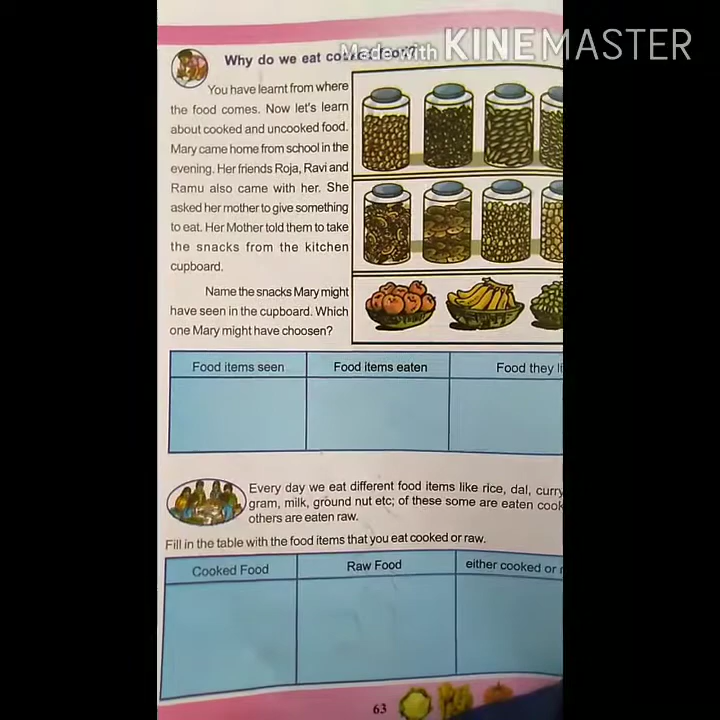 Made with KINEMASTER
Why do we eat cooked food?
You have learnt from where
the food comes. Now let's learn
about cooked and uncooked food.
Mary came home from school in the
evening. Her friends Roja, Ravi and
Ramu also came with her. She
asked her mother to give something
to eat. Her Mother told them to take
the snacks from the kitchen
cupboard.
Name the snacks Mary might
have seen in the cupboard. Which
one Mary might have choosen?
Food items seen
Food items eaten
Food they li
Every day we eat different food items like rice, dal, curry
gram, milk, ground nut etc; of these some are eaten cook
others are eaten raw.
Fill in the table with the food items that you eat cooked or raw.
Cooked Food
Raw Food
either cooked or r
63